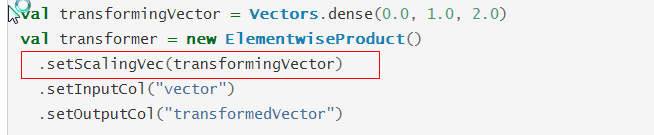 val transformingVector = Vectors.dense(0.0, 1.0, 2.0)
val transformer = new ElementwiseProduct()
.setScalingVec(transformingVector)
.setInputCol("vector")
.setOutputCol("transformedVector")